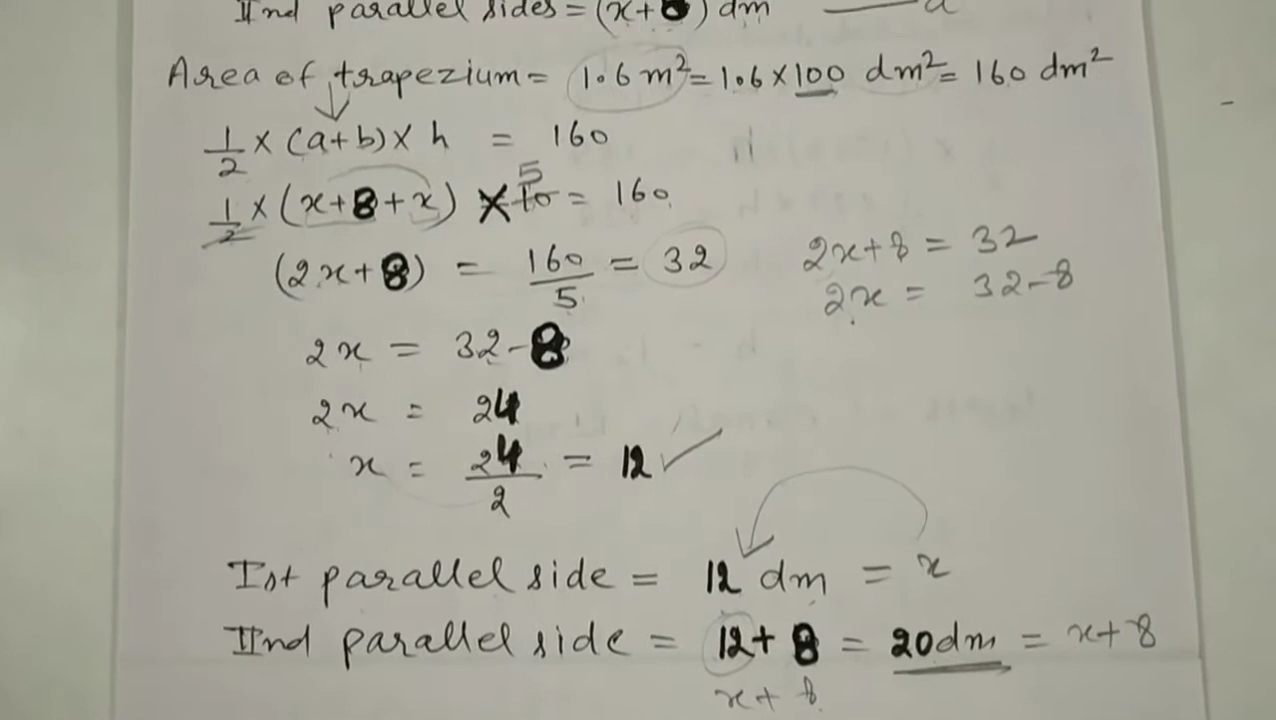 IInd parallel sides = (x+8) dm
Area of trapezium = 1.6 m² = 1.6 × 100 dm² = 160 dm²
1/2 × (a+b) × h = 160
5
1/2 × (x+8+x) × 10 = 160
(2x+8) = 160/5 = 32
2x+8 = 32
2x = 32-8
2x = 32-8
2x = 24
x = 24/2 = 12 ✓
Ist parallel side = 12 dm = x
IInd parallel side = 12+8 = 20dm = x+8
x+8